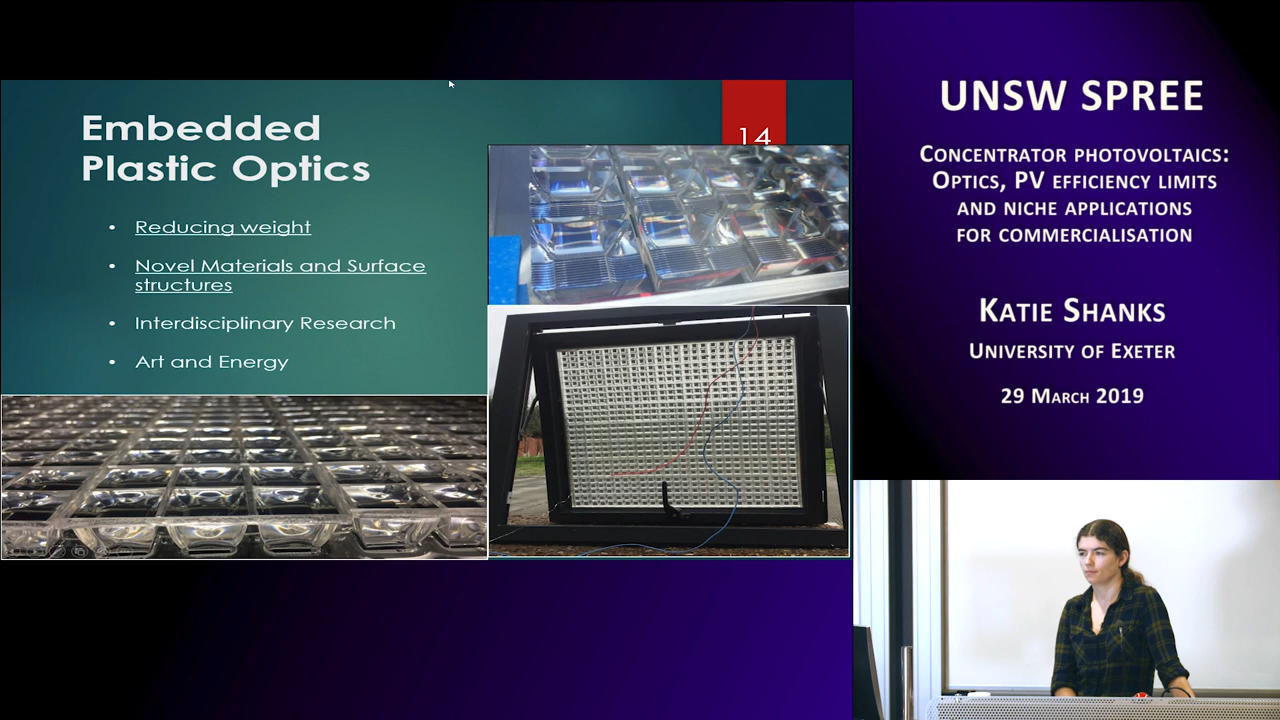 Embedded
Plastic Optics
14
• Reducing weight
• Novel Materials and Surface
structures
• Interdisciplinary Research
• Art and Energy
UNSW SPREE
CONCENTRATOR PHOTOVOLTAICS:
OPTICS, PV EFFICIENCY LIMITS
AND NICHE APPLICATIONS
FOR COMMERCIALISATION
KATIE SHANKS
UNIVERSITY OF EXETER
29 MARCH 2019